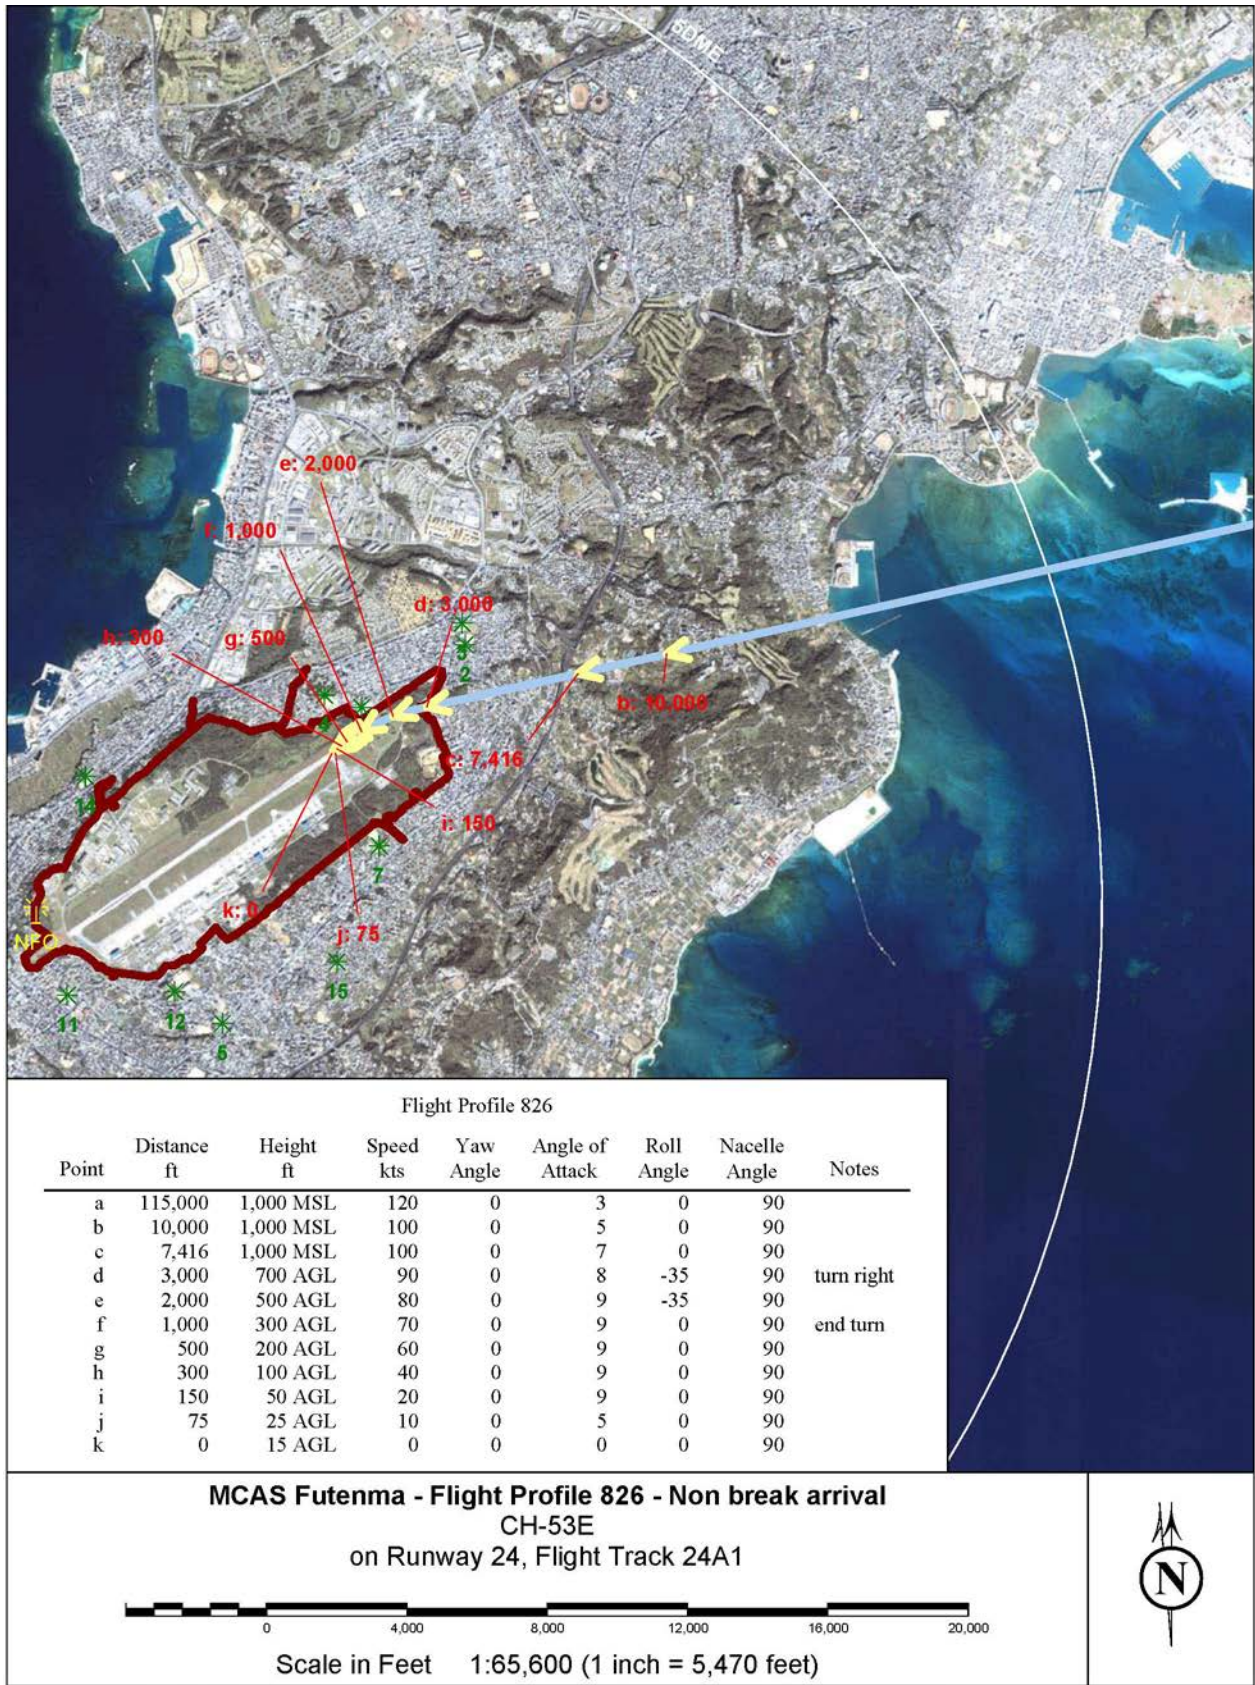 5DME
e: 2,000
f: 1,000
d: 3,000
h: 300
g: 500
2
b: 10,000
c: 7,416
14
i: 150
7
k: 0
NFO
j: 75
15
11
12
5
Flight Profile 826
Point Distance ft Height ft Speed kts Yaw Angle Angle of Attack Roll Angle Nacelle Angle Notes
a 115,000 1,000 MSL 120 0 3 0 90
b 10,000 1,000 MSL 100 0 5 0 90
c 7,416 1,000 MSL 100 0 7 0 90
d 3,000 700 AGL 90 0 8 -35 90 turn right
e 2,000 500 AGL 80 0 9 -35 90
f 1,000 300 AGL 70 0 9 0 90 end turn
g 500 200 AGL 60 0 9 0 90
h 300 100 AGL 40 0 9 0 90
i 150 50 AGL 20 0 9 0 90
j 75 25 AGL 10 0 5 0 90
k 0 15 AGL 0 0 0 0 90
MCAS Futenma - Flight Profile 826 - Non break arrival
CH-53E
on Runway 24, Flight Track 24A1
0 4,000 8,000 12,000 16,000 20,000
Scale in Feet 1:65,600 (1 inch = 5,470 feet)
N